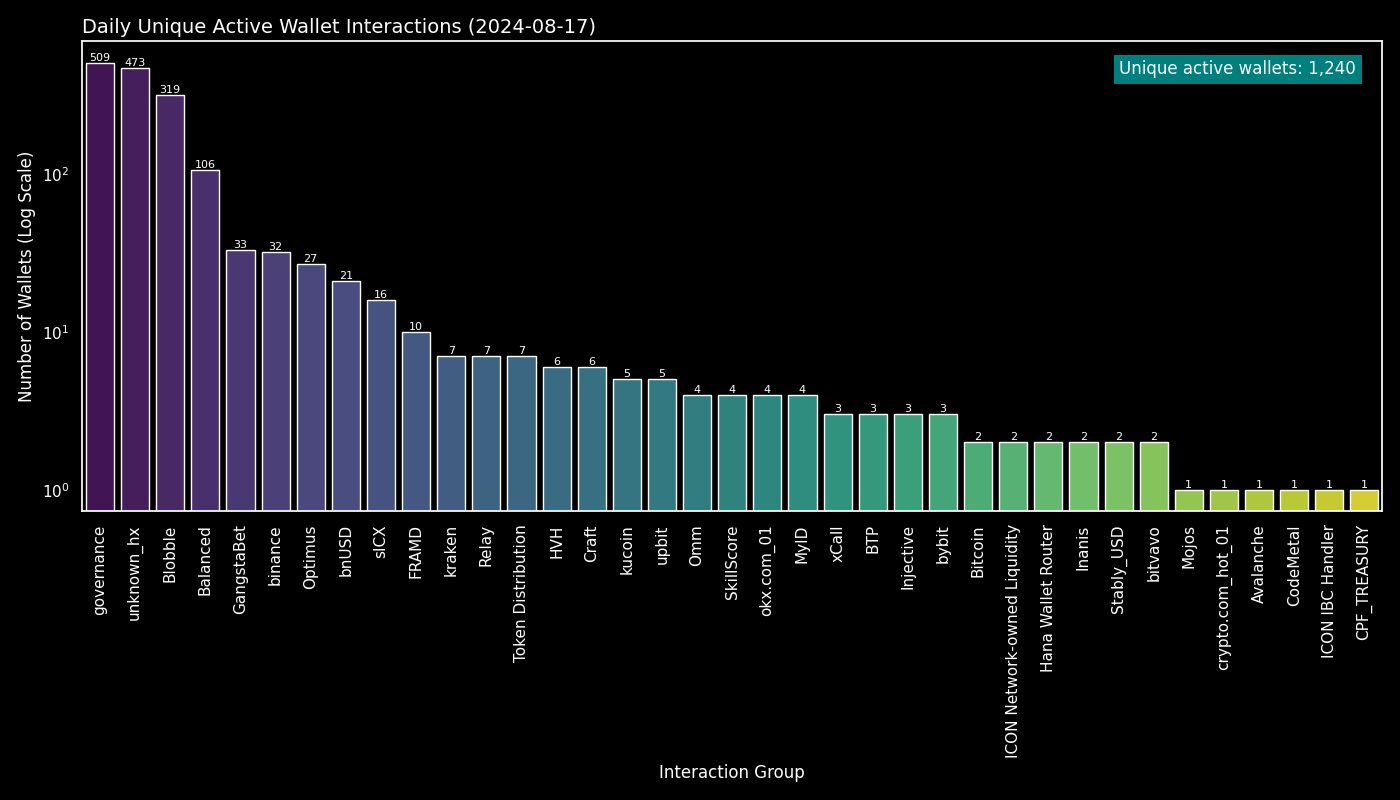 Daily Unique Active Wallet Interactions (2024-08-17)
Unique active wallets: 1,240
Number of Wallets (Log Scale)
10²
10¹
10⁰
509
473
319
106
33
32
27
21
16
10
7
7
7
6
6
5
5
4
4
4
4
3
3
3
3
2
2
2
2
2
2
1
1
1
1
1
1
governance
unknown_hx
Blobble
Balanced
GangstaBet
binance
Optimus
bnUSD
sICX
FRAMD
kraken
Relay
Token Distribution
HVH
Craft
kucoin
upbit
Omm
SkillScore
okx.com_01
MyID
xCall
BTP
Injective
bybit
Bitcoin
ICON Network-owned Liquidity
Hana Wallet Router
Inanis
Stably_USD
bitvavo
Mojos
crypto.com_hot_01
Avalanche
CodeMetal
ICON IBC Handler
CPF_TREASURY
Interaction Group